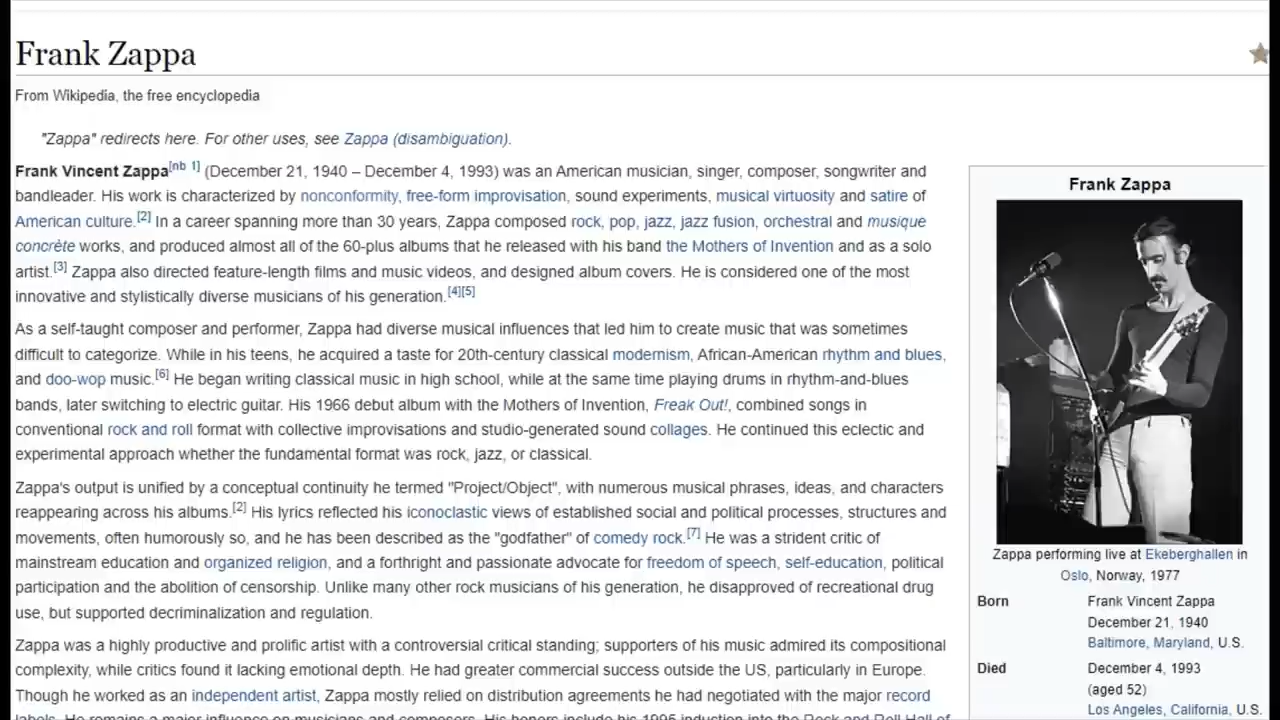 Frank Zappa
From Wikipedia, the free encyclopedia
"Zappa" redirects here. For other uses, see Zappa (disambiguation).
Frank Vincent Zappa[nb 1] (December 21, 1940 – December 4, 1993) was an American musician, singer, composer, songwriter and
bandleader. His work is characterized by nonconformity, free-form improvisation, sound experiments, musical virtuosity and satire of
American culture.[2] In a career spanning more than 30 years, Zappa composed rock, pop, jazz, jazz fusion, orchestral and musique
concrète works, and produced almost all of the 60-plus albums that he released with his band the Mothers of Invention and as a solo
artist.[3] Zappa also directed feature-length films and music videos, and designed album covers. He is considered one of the most
innovative and stylistically diverse musicians of his generation.[4][5]
As a self-taught composer and performer, Zappa had diverse musical influences that led him to create music that was sometimes
difficult to categorize. While in his teens, he acquired a taste for 20th-century classical modernism, African-American rhythm and blues,
and doo-wop music.[6] He began writing classical music in high school, while at the same time playing drums in rhythm-and-blues
bands, later switching to electric guitar. His 1966 debut album with the Mothers of Invention, Freak Out!, combined songs in
conventional rock and roll format with collective improvisations and studio-generated sound collages. He continued this eclectic and
experimental approach whether the fundamental format was rock, jazz, or classical.
Zappa's output is unified by a conceptual continuity he termed "Project/Object", with numerous musical phrases, ideas, and characters
reappearing across his albums.[2] His lyrics reflected his iconoclastic views of established social and political processes, structures and
movements, often humorously so, and he has been described as the "godfather" of comedy rock.[7] He was a strident critic of
mainstream education and organized religion, and a forthright and passionate advocate for freedom of speech, self-education, political
participation and the abolition of censorship. Unlike many other rock musicians of his generation, he disapproved of recreational drug
use, but supported decriminalization and regulation.
Zappa was a highly productive and prolific artist with a controversial critical standing; supporters of his music admired its compositional
complexity, while critics found it lacking emotional depth. He had greater commercial success outside the US, particularly in Europe.
Though he worked as an independent artist, Zappa mostly relied on distribution agreements he had negotiated with the major record
labels. He remains a major influence on musicians and composers. His honors include his 1995 induction into the Rock and Roll Hall of
Frank Zappa
Zappa performing live at Ekeberghallen in
Oslo, Norway, 1977
Born Frank Vincent Zappa
December 21, 1940
Baltimore, Maryland, U.S.
Died December 4, 1993
(aged 52)
Los Angeles, California, U.S.